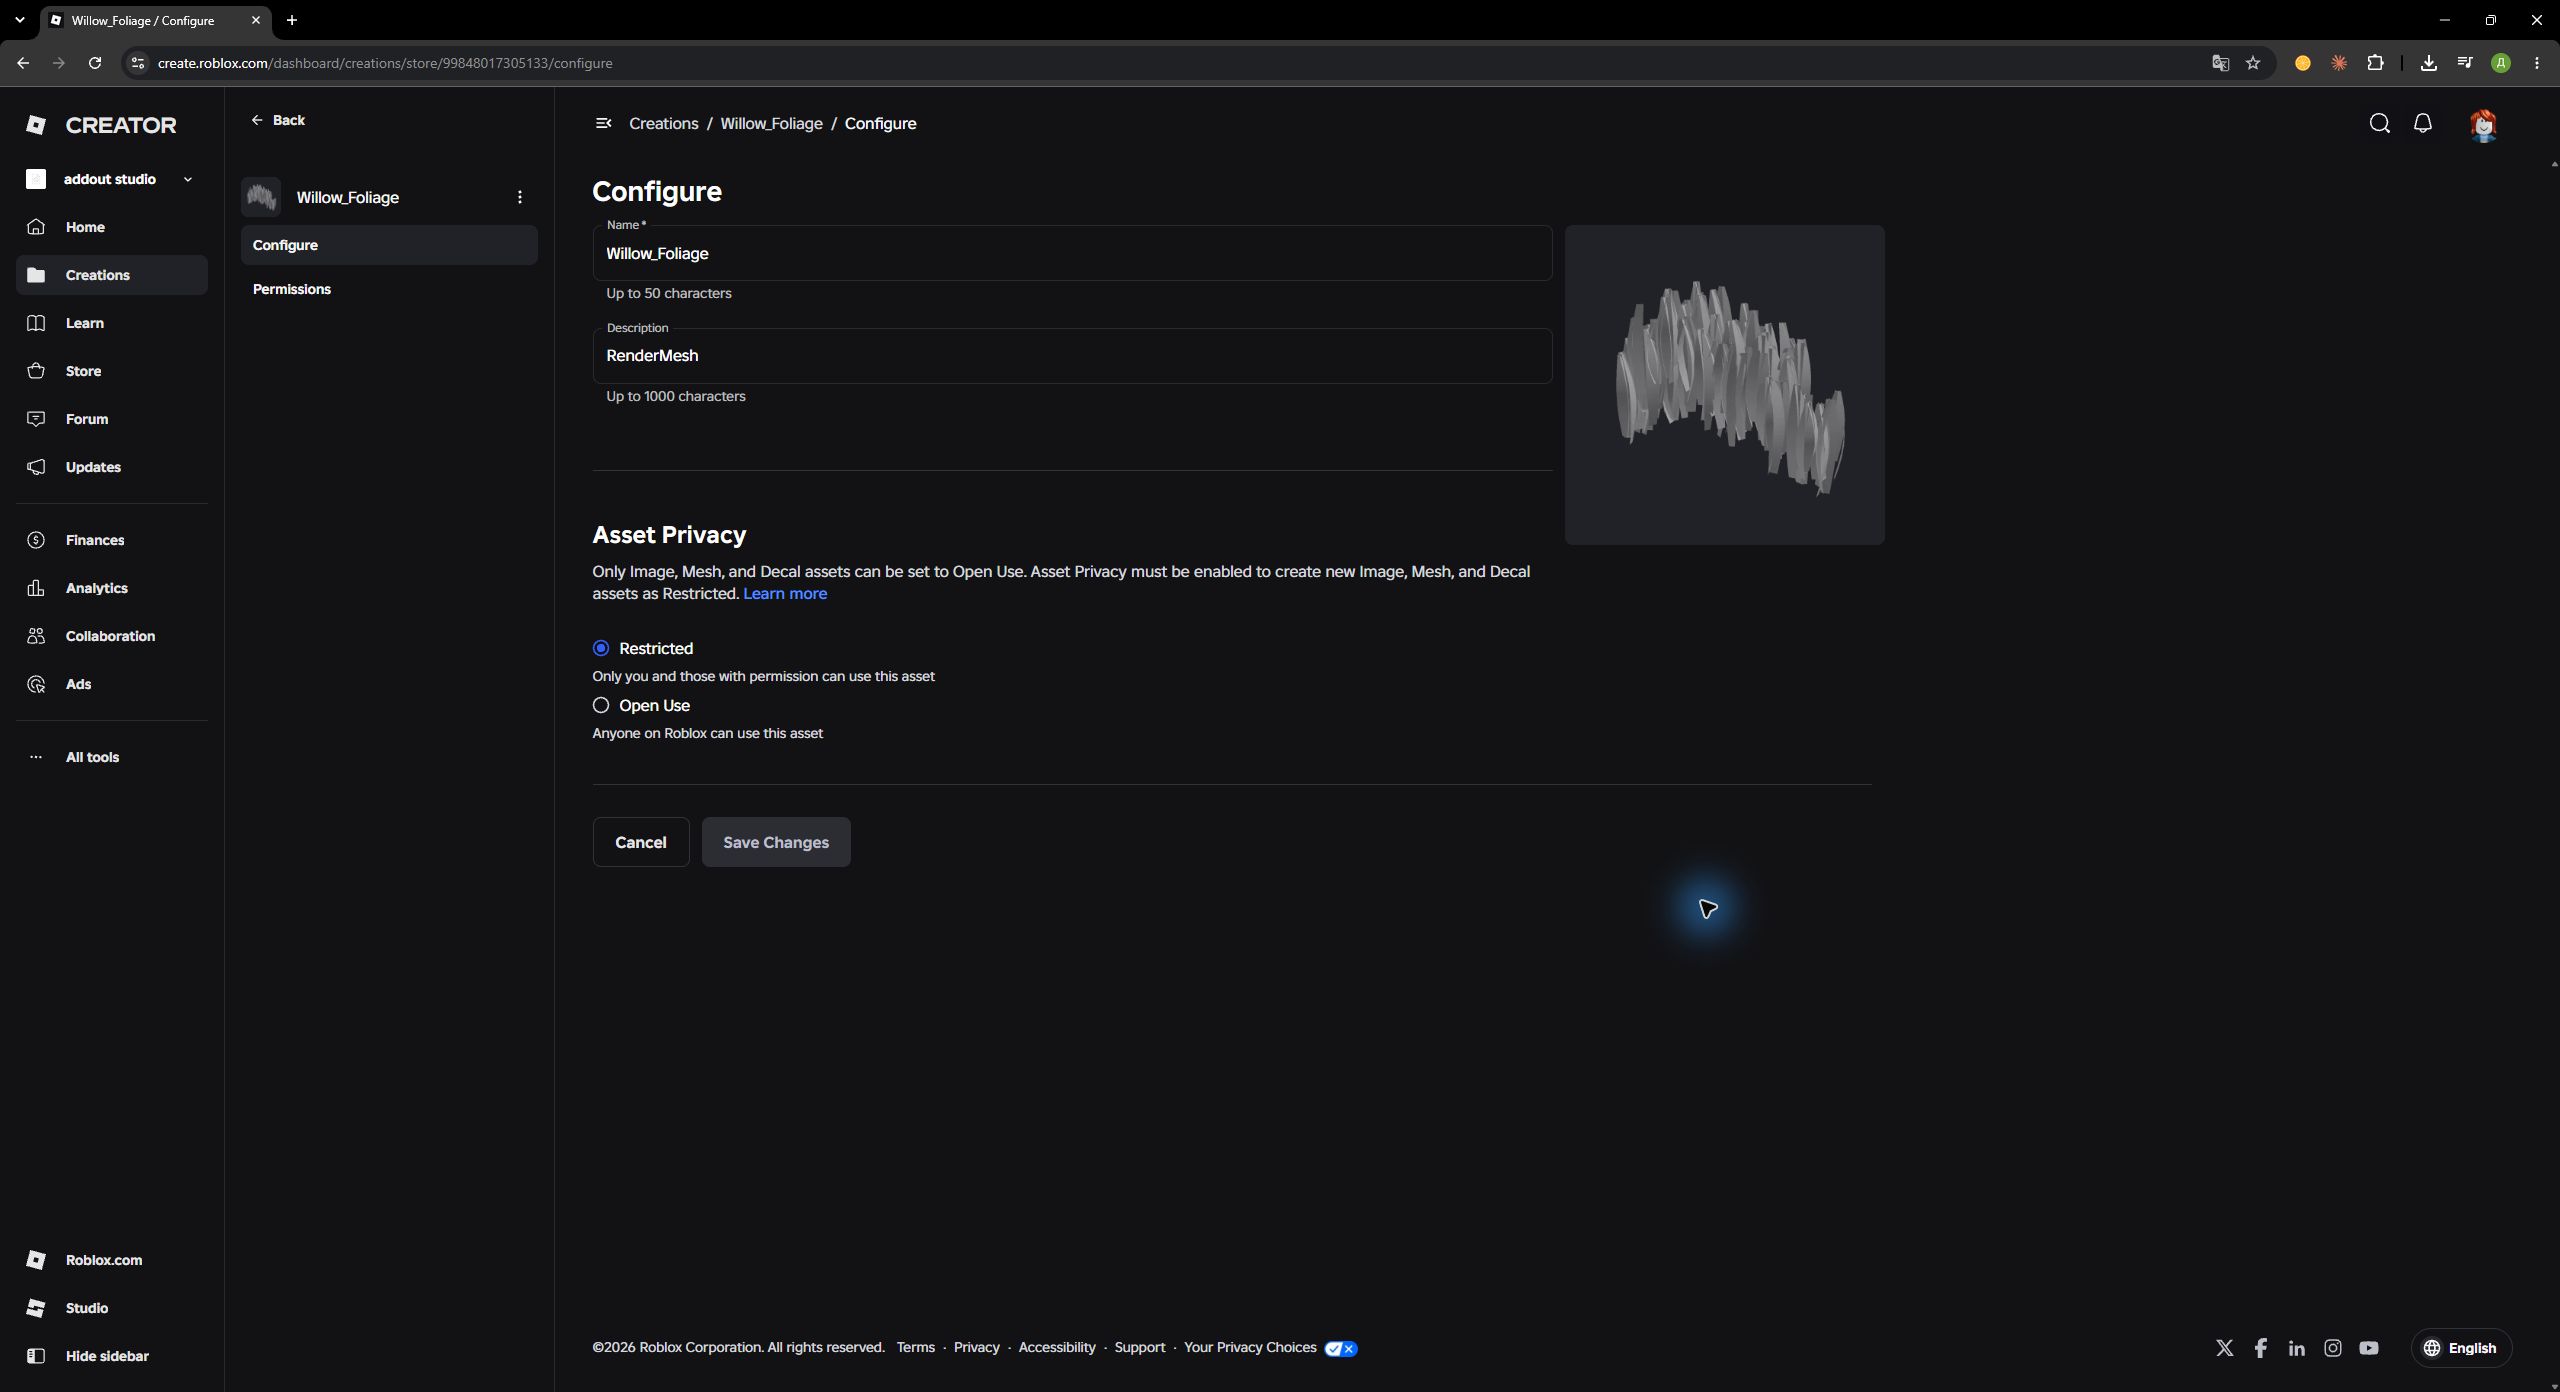 Willow_Foliage / Configure
create.roblox.com/dashboard/creations/store/99848017305133/configure
Д
CREATOR
addout studio
Home
Creations
Learn
Store
Forum
Updates
Finances
Analytics
Collaboration
Ads
All tools
Roblox.com
Studio
Hide sidebar
Back
Willow_Foliage
Configure
Permissions
Creations / Willow_Foliage / Configure
Configure
Name*
Willow_Foliage
Up to 50 characters
Description
RenderMesh
Up to 1000 characters
Asset Privacy
Only Image, Mesh, and Decal assets can be set to Open Use. Asset Privacy must be enabled to create new Image, Mesh, and Decal
assets as Restricted. Learn more
Restricted
Only you and those with permission can use this asset
Open Use
Anyone on Roblox can use this asset
Cancel
Save Changes
©2026 Roblox Corporation. All rights reserved. Terms · Privacy · Accessibility · Support · Your Privacy Choices
English